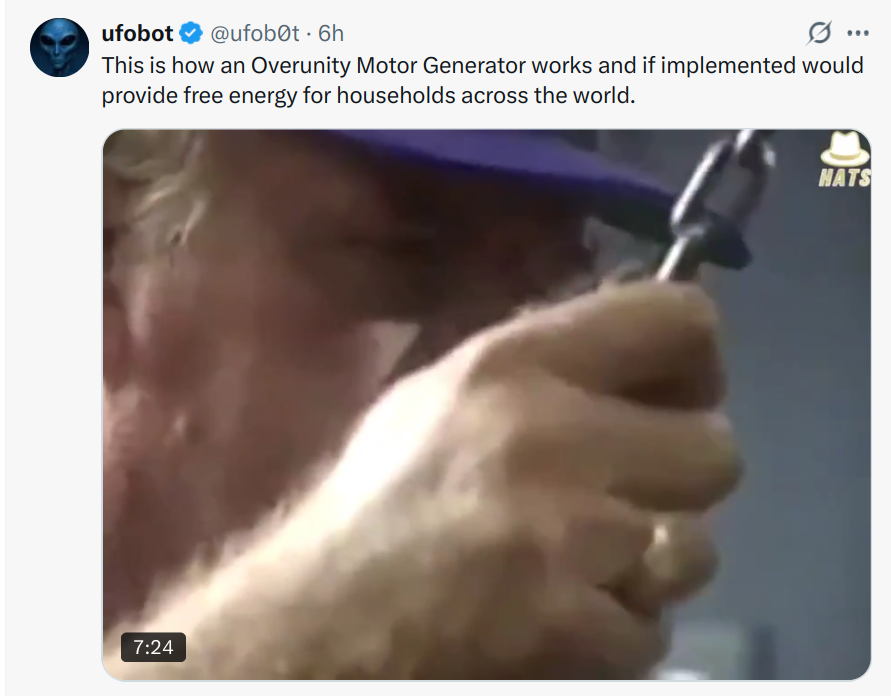 ufobot @ufob0t · 6h
This is how an Overunity Motor Generator works and if implemented would
provide free energy for households across the world.
HATS
7:24